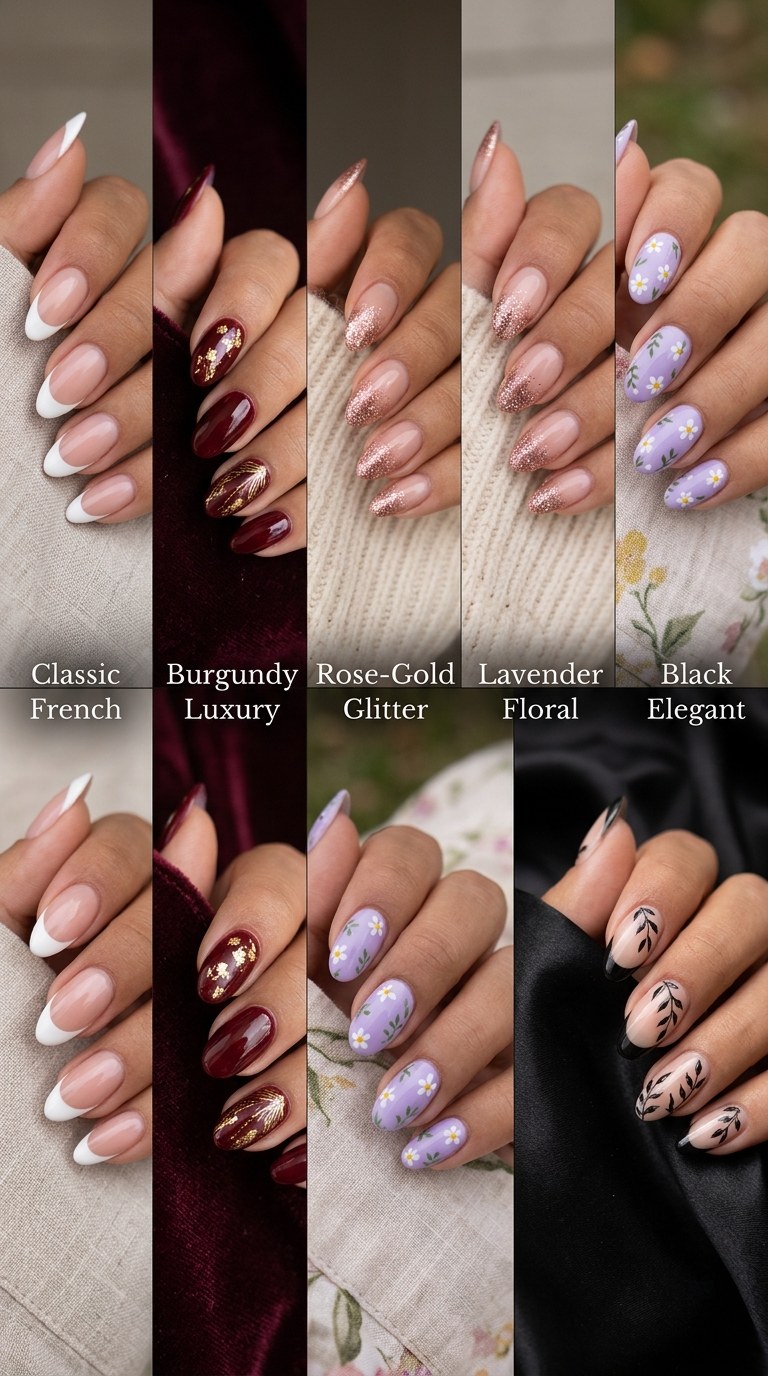 Classic
French
Burgundy
Luxury
Rose-Gold
Glitter
Lavender
Floral
Black
Elegant